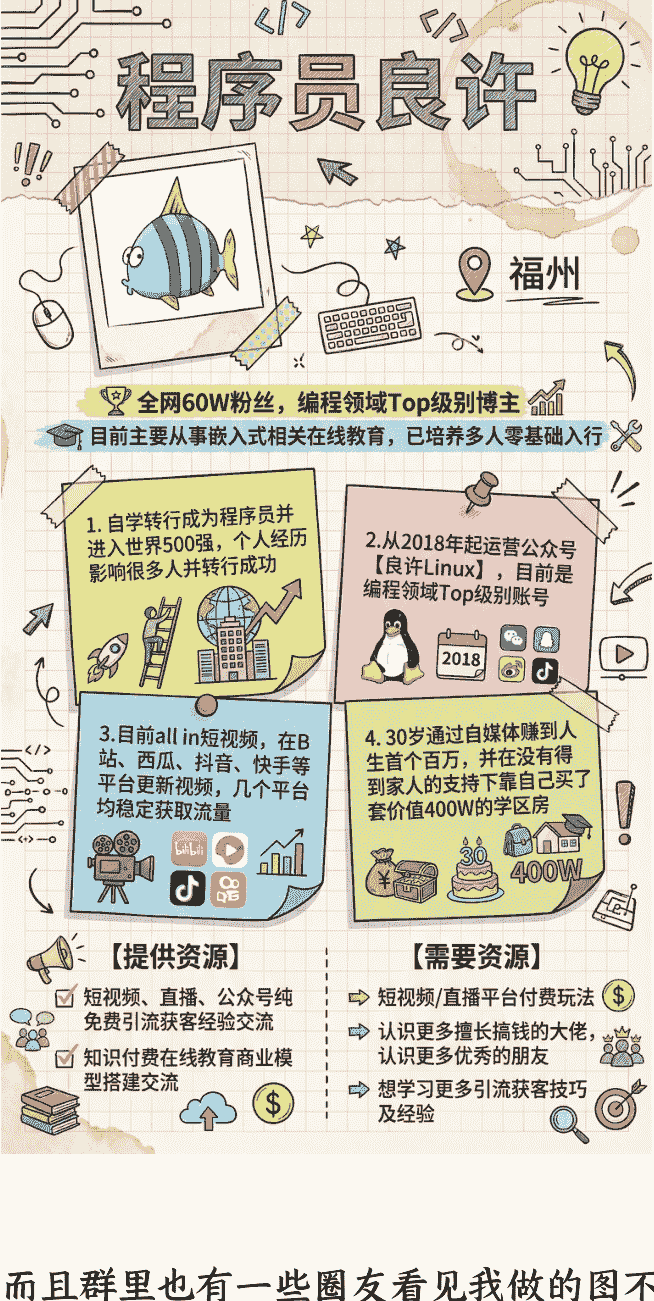 程序员良许
福州
全网60W粉丝，编程领域Top级别博主
目前主要从事嵌入式相关在线教育，已培养多人零基础入行
1. 自学转行成为程序员并
进入世界500强，个人经历
影响很多人并转行成功
2.从2018年起运营公众号
【良许Linux】，目前是
编程领域Top级别账号
2018
3.目前all in短视频，在B
站、西瓜、抖音、快手等
平台更新视频，几个平台
均稳定获取流量
bilibili
4. 30岁通过自媒体赚到人
生首个百万，并在没有得
到家人的支持下靠自己买了
套价值400W的学区房
¥
30
400W
【提供资源】
短视频、直播、公众号纯
免费引流获客经验交流
知识付费在线教育商业模
型搭建交流
$
【需要资源】
短视频/直播平台付费玩法
$
认识更多擅长搞钱的大佬，
认识更多优秀的朋友
想学习更多引流获客技巧
及经验
而且群里也有一些圈友看见我做的图不